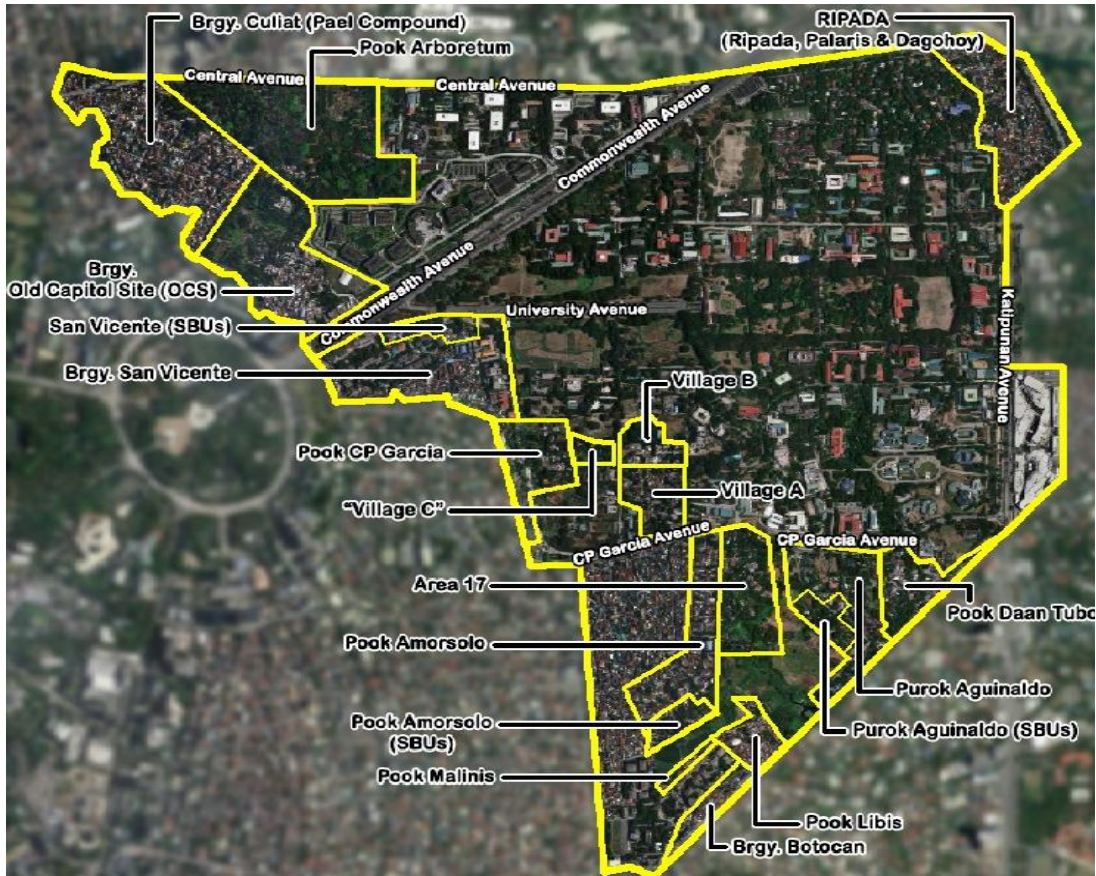 Brgy. Culiat (Pael Compound)
Pook Arboretum
RIPADA
(Ripada, Palaris & Dagohoy)
Central Avenue
Central Avenue
Commonwealth Avenue
Commonwealth Avenue
Brgy.
Old Capitol Site (OCS)
University Avenue
Katipunan Avenue
San Vicente (SBUs)
Brgy. San Vicente
Village B
Pook CP Garcia
Village A
"Village C"
CP Garcia Avenue
CP Garcia Avenue
Area 17
Pook Daan Tubo
Pook Amorsolo
Purok Aguinaldo
Pook Amorsolo
(SBUs)
Purok Aguinaldo (SBUs)
Pook Malinis
Pook Libis
Brgy. Botocan